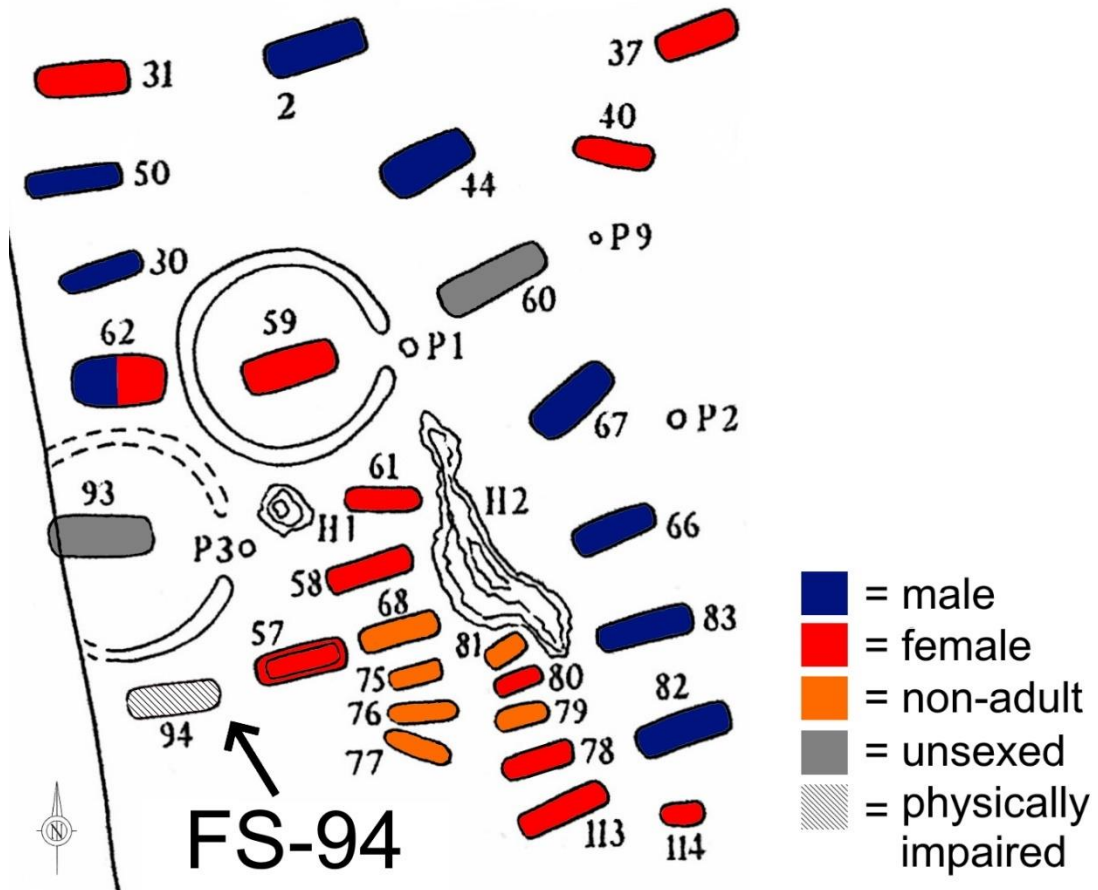 31
2
37
40
50
44
30
P9
60
62
59
P1
67
P2
93
61
H2
H1
P3
66
58
68
83
57
81
75
80
82
76
79
94
77
78
113
114
N
FS-94
= male
= female
= non-adult
= unsexed
= physically
impaired